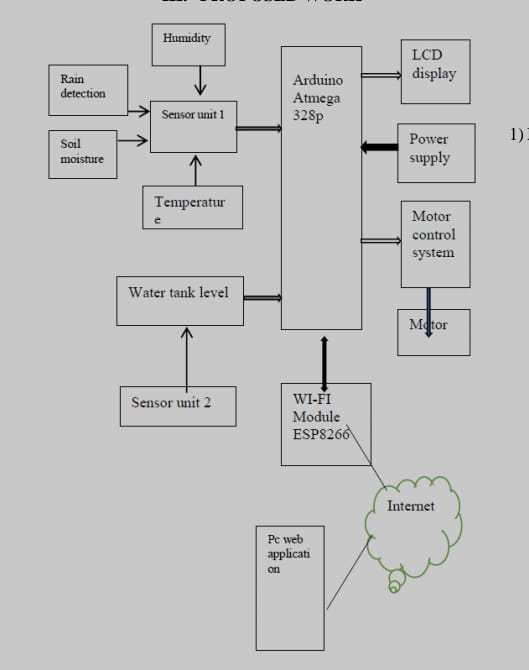 Humidity
Rain
detection
Soil
moisture
Sensor unit 1
Temperatur
e
Arduino
Atmega
328p
LCD
display
Power
supply
1)
Motor
control
system
Motor
Water tank level
Sensor unit 2
WI-FI
Module
ESP8266
Internet
Pc web
applicati
on